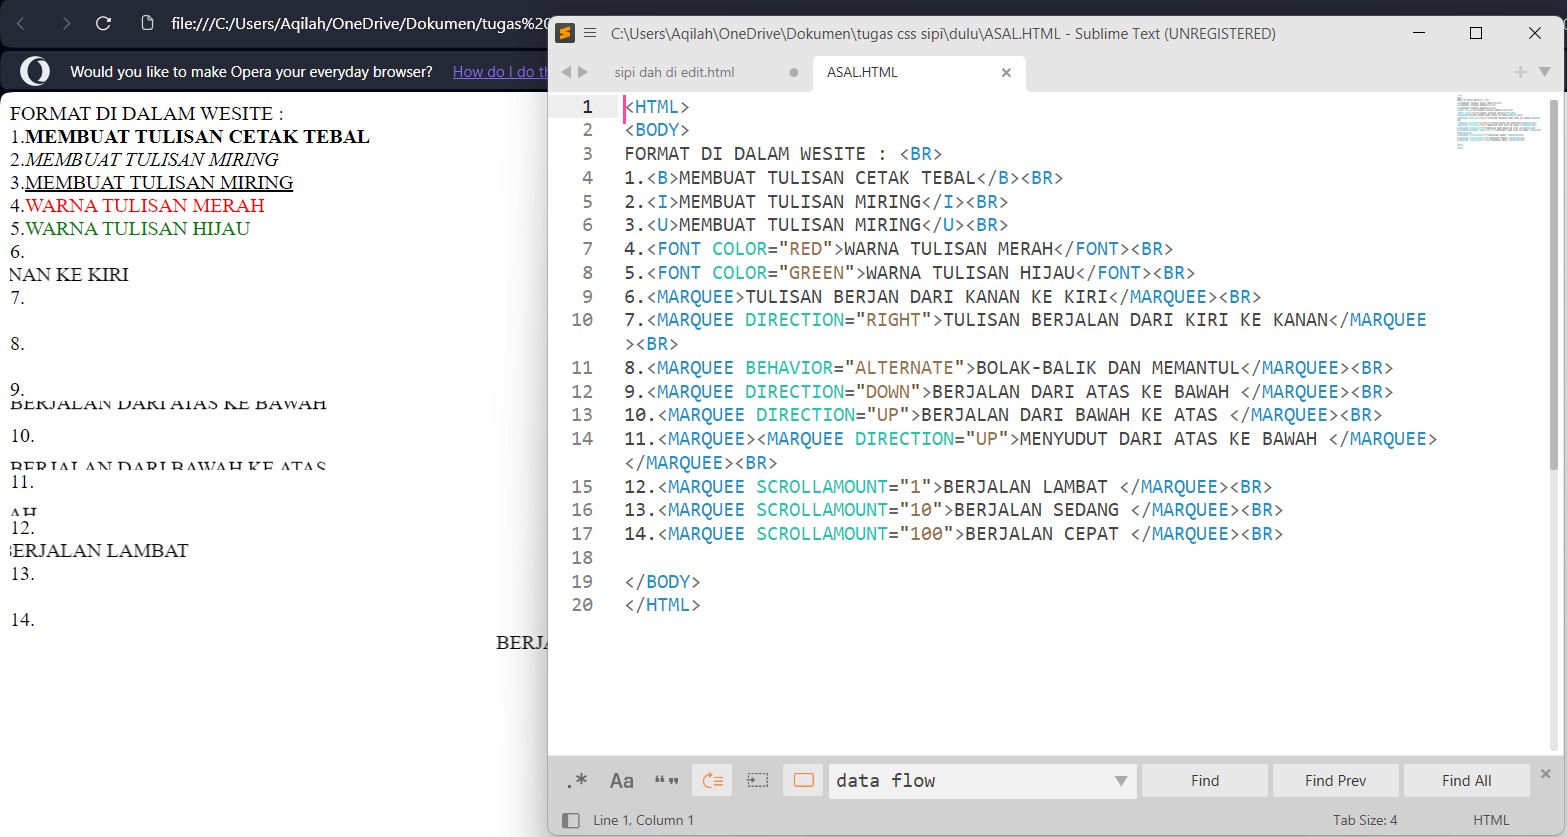 file:///C:/Users/Aqilah/OneDrive/Dokumen/tugas%20
Would you like to make Opera your everyday browser? How do I do th
FORMAT DI DALAM WESITE :
1.MEMBUAT TULISAN CETAK TEBAL
2.MEMBUAT TULISAN MIRING
3.MEMBUAT TULISAN MIRING
4.WARNA TULISAN MERAH
5.WARNA TULISAN HIJAU
6.
NAN KE KIRI
7.
8.
9.
BERJALAN DARI ATAS KE BAWAH
10.
BERJALAN DARI BAWAH KE ATAS
11.
AH
12.
BERJALAN LAMBAT
13.
14.
BERJA
C:\Users\Aqilah\OneDrive\Dokumen\tugas css sipi\dulu\ASAL.HTML - Sublime Text (UNREGISTERED)
sipi dah di edit.html
ASAL.HTML
1 <HTML>
2 <BODY>
3 FORMAT DI DALAM WESITE : <BR>
4 1.<B>MEMBUAT TULISAN CETAK TEBAL</B><BR>
5 2.<I>MEMBUAT TULISAN MIRING</I><BR>
6 3.<U>MEMBUAT TULISAN MIRING</U><BR>
7 4.<FONT COLOR="RED">WARNA TULISAN MERAH</FONT><BR>
8 5.<FONT COLOR="GREEN">WARNA TULISAN HIJAU</FONT><BR>
9 6.<MARQUEE>TULISAN BERJAN DARI KANAN KE KIRI</MARQUEE><BR>
10 7.<MARQUEE DIRECTION="RIGHT">TULISAN BERJALAN DARI KIRI KE KANAN</MARQUEE
><BR>
11 8.<MARQUEE BEHAVIOR="ALTERNATE">BOLAK-BALIK DAN MEMANTUL</MARQUEE><BR>
12 9.<MARQUEE DIRECTION="DOWN">BERJALAN DARI ATAS KE BAWAH </MARQUEE><BR>
13 10.<MARQUEE DIRECTION="UP">BERJALAN DARI BAWAH KE ATAS </MARQUEE><BR>
14 11.<MARQUEE><MARQUEE DIRECTION="UP">MENYUDUT DARI ATAS KE BAWAH </MARQUEE>
</MARQUEE><BR>
15 12.<MARQUEE SCROLLAMOUNT="1">BERJALAN LAMBAT </MARQUEE><BR>
16 13.<MARQUEE SCROLLAMOUNT="10">BERJALAN SEDANG </MARQUEE><BR>
17 14.<MARQUEE SCROLLAMOUNT="100">BERJALAN CEPAT </MARQUEE><BR>
18
19 </BODY>
20 </HTML>
.* Aa “” data flow Find Find Prev Find All
Line 1, Column 1 Tab Size: 4 HTML